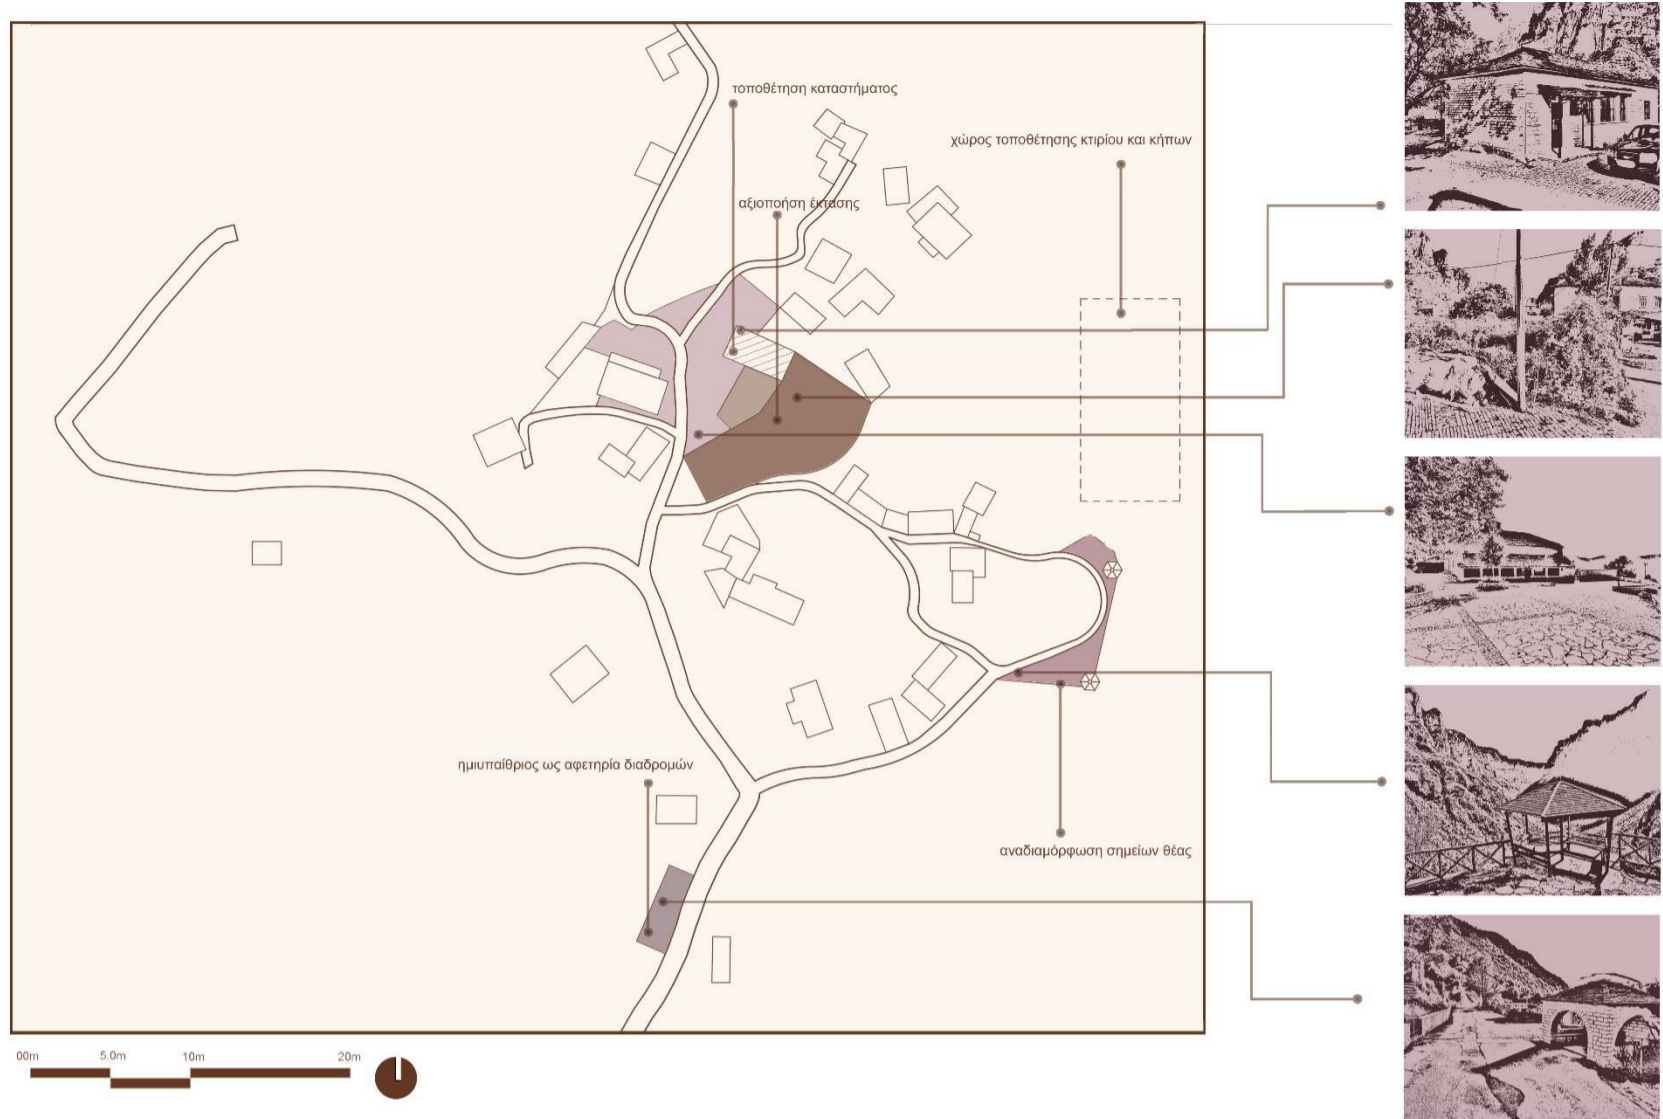 τοποθέτηση καταστήματος
χώρος τοποθέτησης κτιρίου και κήπων
αξιοποίηση έκτασης
ημιυπαίθριος ως αφετηρία διαδρομών
αναδιαμόρφωση σημείων θέας
00m 5.0m 10m 20m